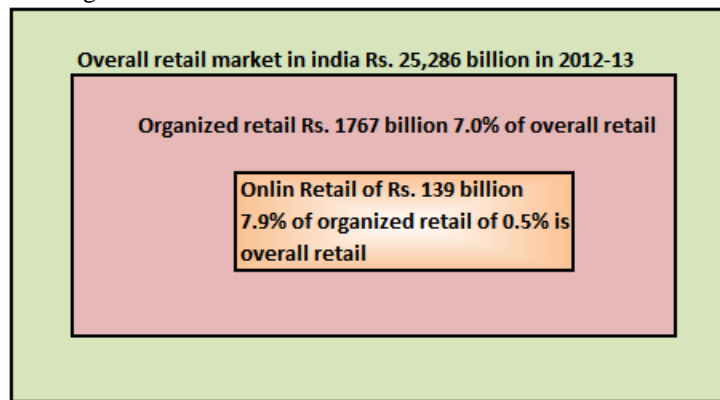 Overall retail market in india Rs. 25,286 billion in 2012-13
Organized retail Rs. 1767 billion 7.0% of overall retail
Onlin Retail of Rs. 139 billion
7.9% of organized retail of 0.5% is
overall retail